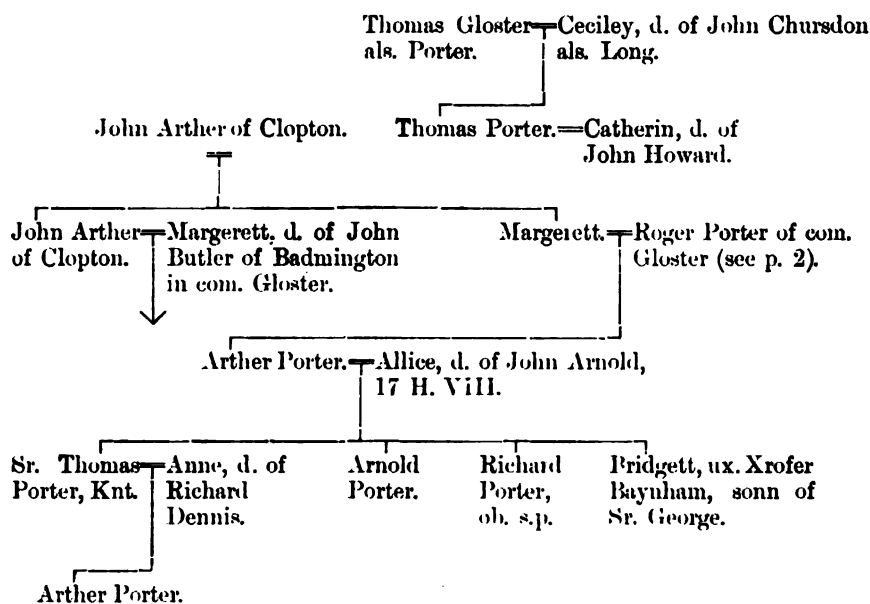 Thomas Gloster
als. Porter.
Ceciley, d. of John Chursdon
als. Long.
John Arther of Clopton.
Thomas Porter.
Catherin, d. of
John Howard.
John Arther
of Clopton.
Margerett, d. of John
Butler of Badmington
in com. Gloster.
Margerett.
Roger Porter of com.
Gloster (see p. 2).
Arther Porter.
Allice, d. of John Arnold,
17 H. VIII.
Sr. Thomas
Porter, Knt.
Anne, d. of
Richard
Dennis.
Arnold
Porter.
Richard
Porter,
ob. s.p.
Bridgett, ux. Xrofer
Baynham, sonn of
Sr. George.
Arther Porter.